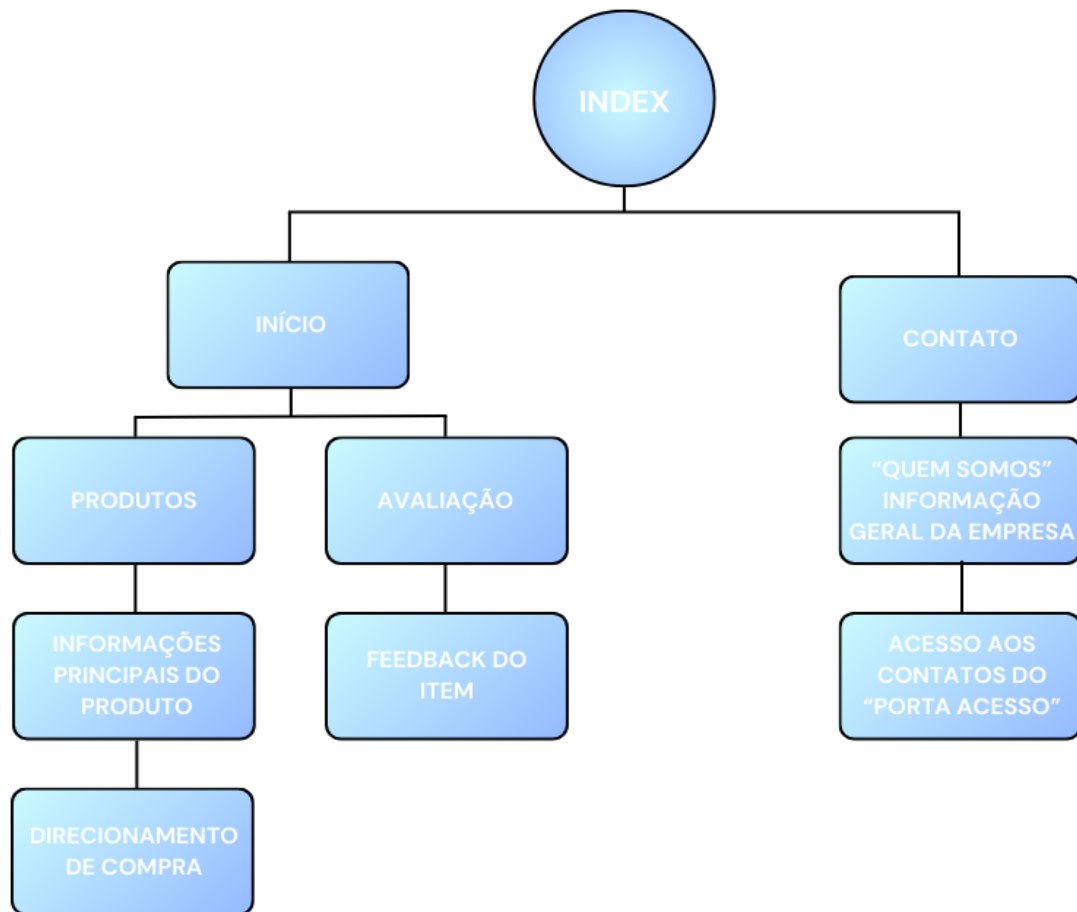 INDEX
INÍCIO
CONTATO
PRODUTOS
AVALIAÇÃO
“QUEM SOMOS”
INFORMAÇÃO
GERAL DA EMPRESA
INFORMAÇÕES
PRINCIPAIS DO
PRODUTO
FEEDBACK DO
ITEM
ACESSO AOS
CONTATOS DO
“PORTA ACESSO”
DIRECIONAMENTO
DE COMPRA